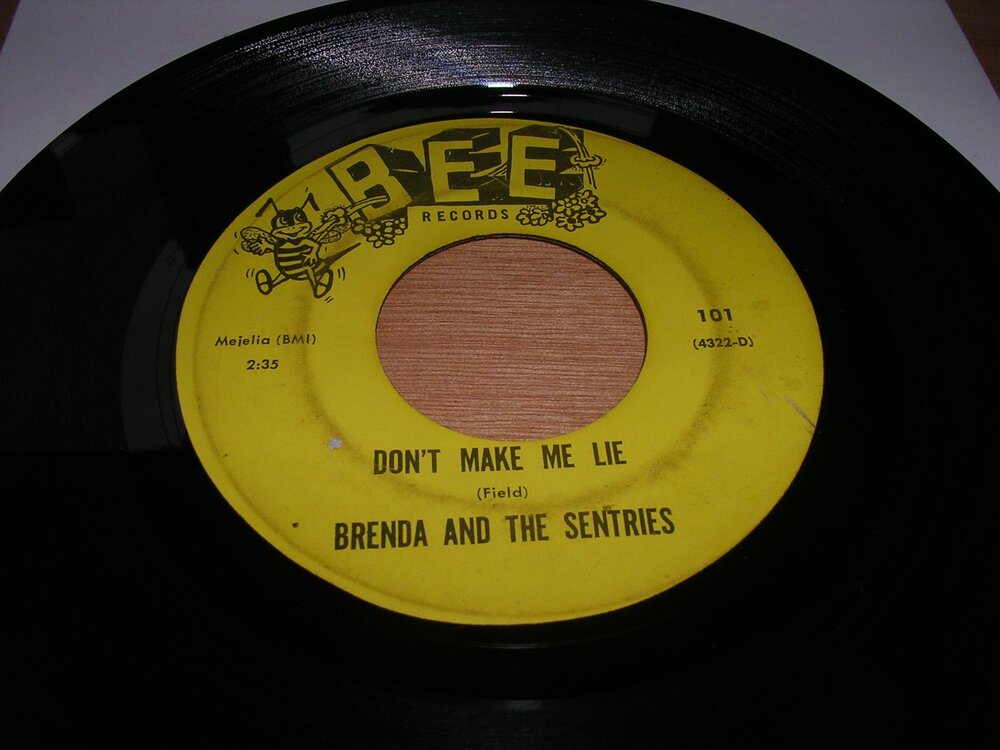 BEE
RECORDS
Mejelia (BMI)
2:35
101
(4322-D)
DON'T MAKE ME LIE
(Field)
BRENDA AND THE SENTRIES